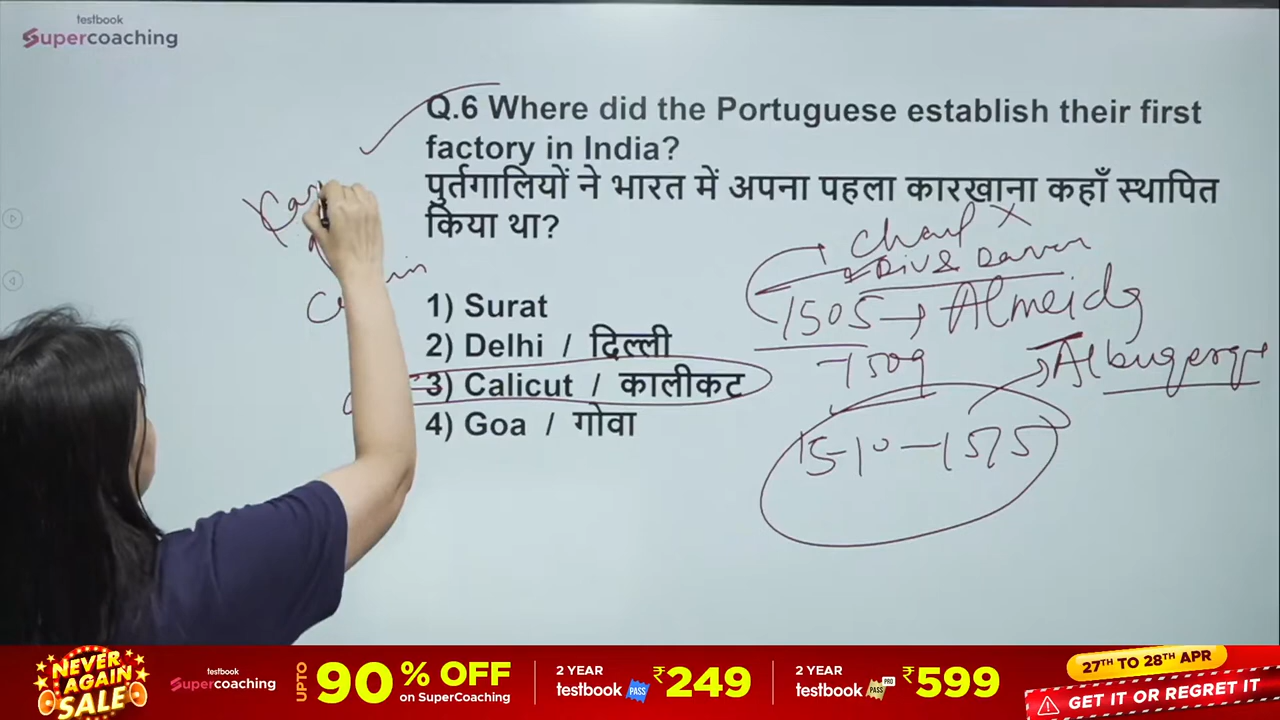 testbook
Supercoaching
Q.6 Where did the Portuguese establish their first
factory in India?
पुर्तगालियों ने भारत में अपना पहला कारखाना कहाँ स्थापित
किया था?
1) Surat
2) Delhi / दिल्ली
3) Calicut / कालीकट
4) Goa / गोवा
1505 → Almeida
1509
Albuqerqe
1510-1515
NEVER
AGAIN
SALE
testbook
Supercoaching
UPTO
90% OFF
on SuperCoaching
2 YEAR
testbook PASS
₹249
2 YEAR
testbook PASS PRO
₹599
27TH TO 28TH APR
GET IT OR REGRET IT